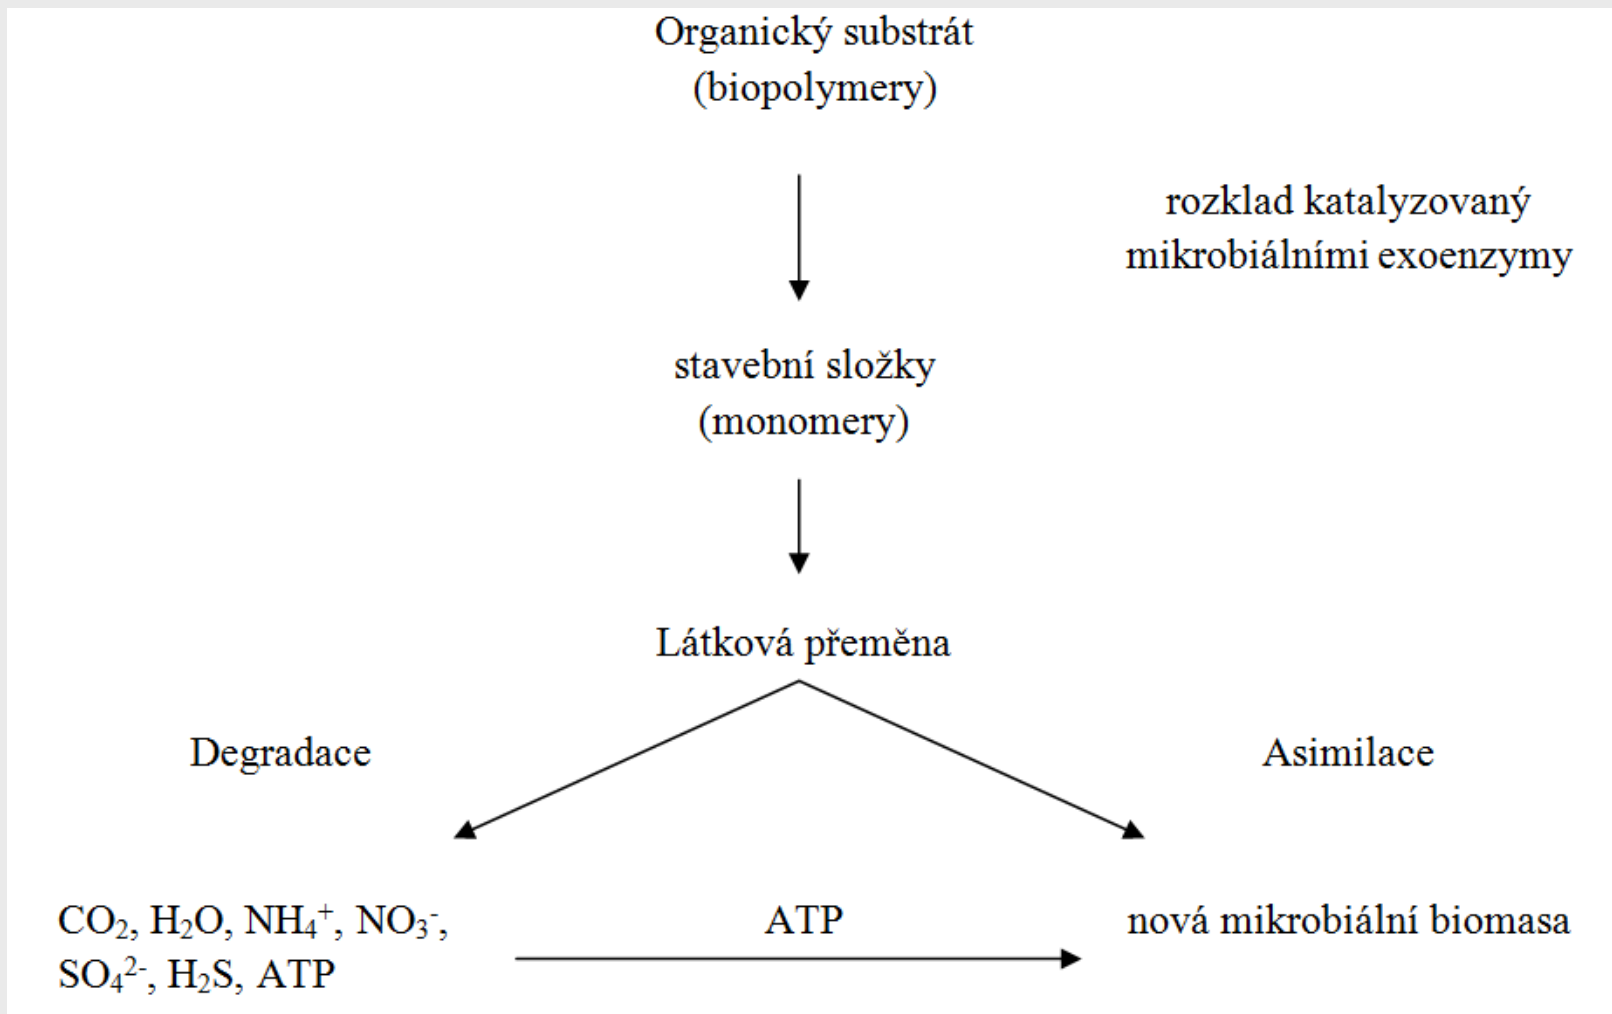 Organický substrát
(biopolymery)
rozklad katalyzovaný
mikrobiálními exoenzymy
stavební složky
(monomery)
Látková přeměna
Degradace
Asimilace
CO₂, H₂O, NH₄⁺, NO₃⁻,
SO₄²⁻, H₂S, ATP
ATP
nová mikrobiální biomasa